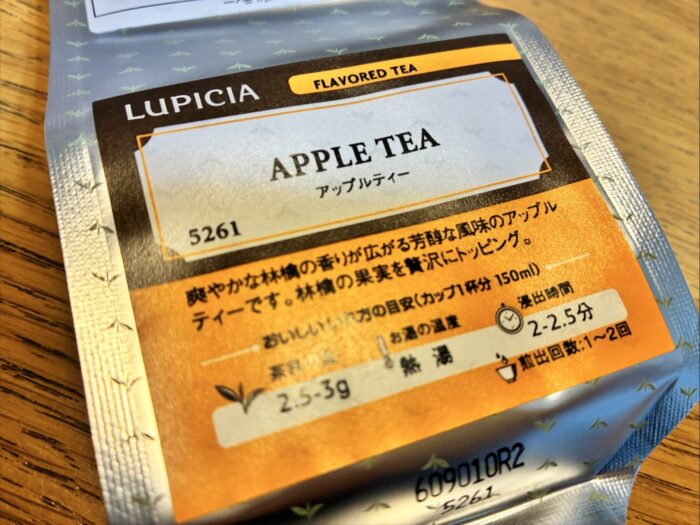 LUPICIA
FLAVORED TEA
APPLE TEA
アップルティー
5261
爽やかな林檎の香りが広がる芳醇な風味のアップル
ティーです。林檎の果実を贅沢にトッピング。
おいしいいれ方の目安(カップ1杯分 150ml)
お湯の温度
浸出時間
2.5-3g
熱湯
2-2.5分
煎出回数:1〜2回
609010R2
5261